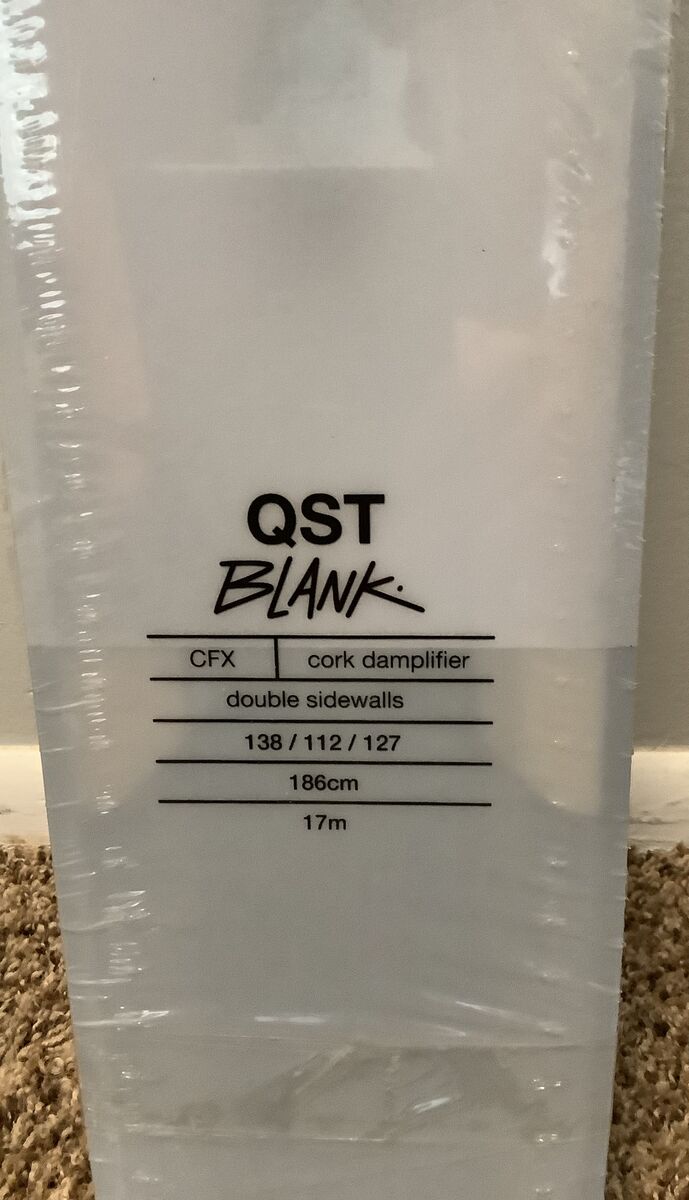 QST
BLANK.
CFX cork damplifier
double sidewalls
138 / 112 / 127
186cm
17m